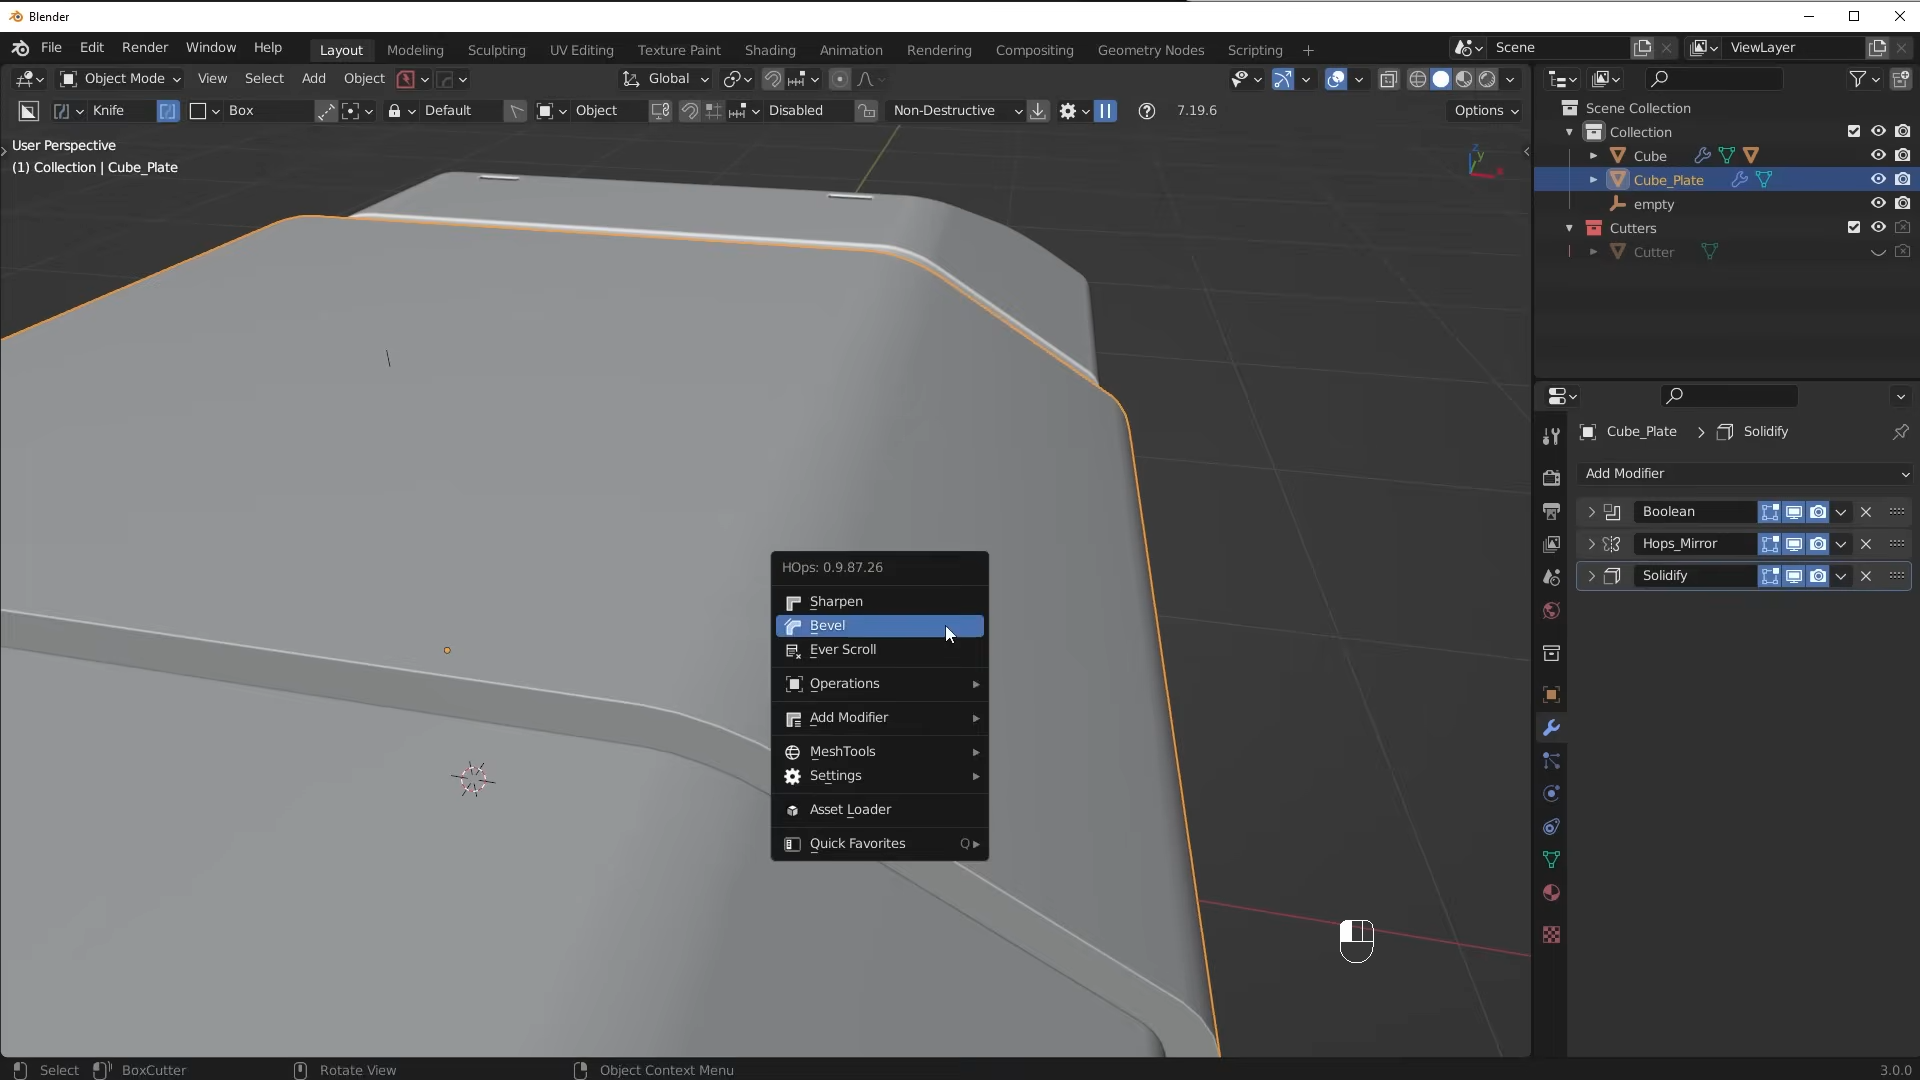 Blender
File Edit Render Window Help Layout Modeling Sculpting UV Editing Texture Paint Shading Animation Rendering Compositing Geometry Nodes Scripting + Scene ViewLayer
Object Mode View Select Add Object Global
Knife Box Default Object Disabled Non-Destructive 7.19.6 Options
User Perspective
(1) Collection | Cube_Plate
Scene Collection
Collection
Cube
Cube_Plate
empty
Cutters
Cutter
Cube_Plate > Solidify
Add Modifier
Boolean
Hops_Mirror
Solidify
HOps: 0.9.87.26
Sharpen
Bevel
Ever Scroll
Operations
Add Modifier
MeshTools
Settings
Asset Loader
Quick Favorites Q
Z
Y
Select BoxCutter Rotate View Object Context Menu 3.0.0